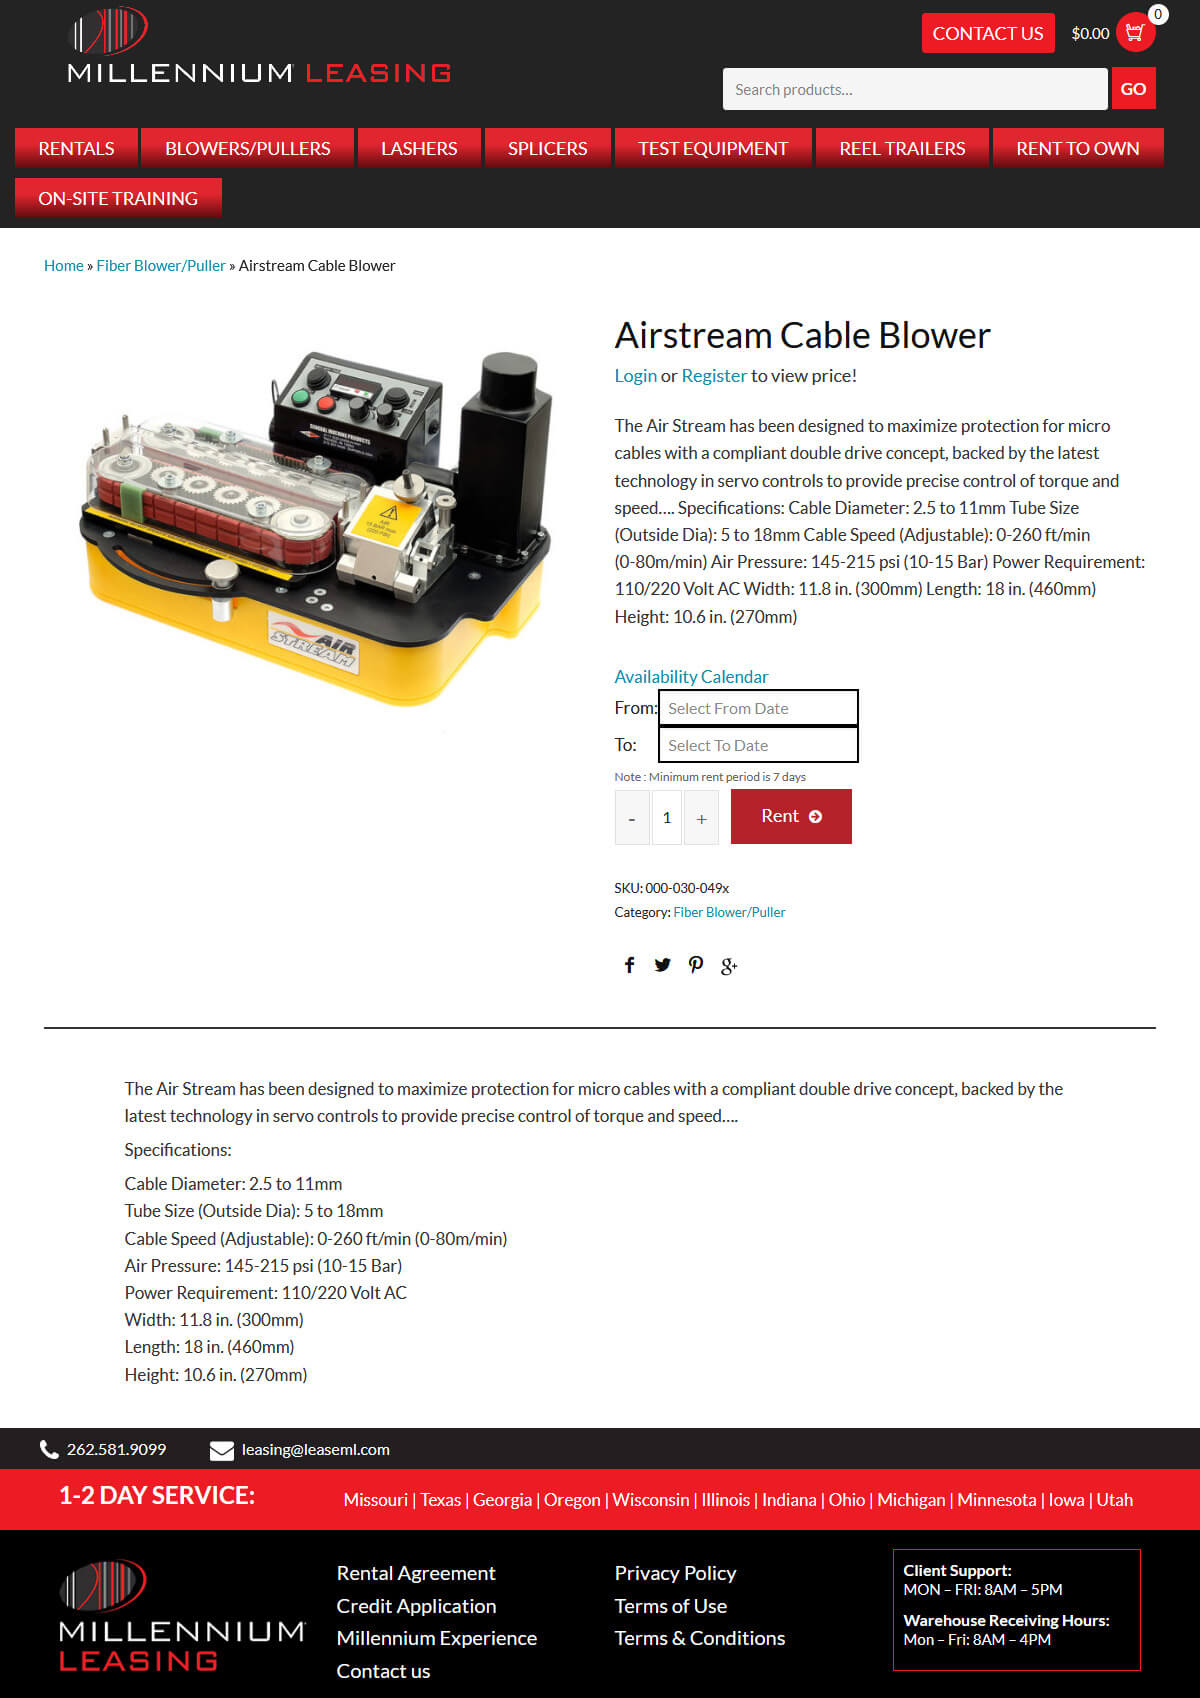 MILLENNIUM LEASING
CONTACT US
$0.00
0
Search products...
GO
RENTALS
BLOWERS/PULLERS
LASHERS
SPLICERS
TEST EQUIPMENT
REEL TRAILERS
RENT TO OWN
ON-SITE TRAINING
Home » Fiber Blower/Puller » Airstream Cable Blower
GENERAL MACHINE PRODUCTS
AIR
AIR STREAM
Airstream Cable Blower
Login or Register to view price!
The Air Stream has been designed to maximize protection for micro
cables with a compliant double drive concept, backed by the latest
technology in servo controls to provide precise control of torque and
speed.... Specifications: Cable Diameter: 2.5 to 11mm Tube Size
(Outside Dia): 5 to 18mm Cable Speed (Adjustable): 0-260 ft/min
(0-80m/min) Air Pressure: 145-215 psi (10-15 Bar) Power Requirement:
110/220 Volt AC Width: 11.8 in. (300mm) Length: 18 in. (460mm)
Height: 10.6 in. (270mm)
Availability Calendar
From: Select From Date
To: Select To Date
Note : Minimum rent period is 7 days
- 1 + Rent
SKU: 000-030-049x
Category: Fiber Blower/Puller
The Air Stream has been designed to maximize protection for micro cables with a compliant double drive concept, backed by the
latest technology in servo controls to provide precise control of torque and speed....
Specifications:
Cable Diameter: 2.5 to 11mm
Tube Size (Outside Dia): 5 to 18mm
Cable Speed (Adjustable): 0-260 ft/min (0-80m/min)
Air Pressure: 145-215 psi (10-15 Bar)
Power Requirement: 110/220 Volt AC
Width: 11.8 in. (300mm)
Length: 18 in. (460mm)
Height: 10.6 in. (270mm)
262.581.9099
leasing@leaseml.com
1-2 DAY SERVICE:
Missouri | Texas | Georgia | Oregon | Wisconsin | Illinois | Indiana | Ohio | Michigan | Minnesota | Iowa | Utah
MILLENNIUM
LEASING
Rental Agreement
Credit Application
Millennium Experience
Contact us
Privacy Policy
Terms of Use
Terms & Conditions
Client Support:
MON – FRI: 8AM – 5PM
Warehouse Receiving Hours:
Mon – Fri: 8AM – 4PM